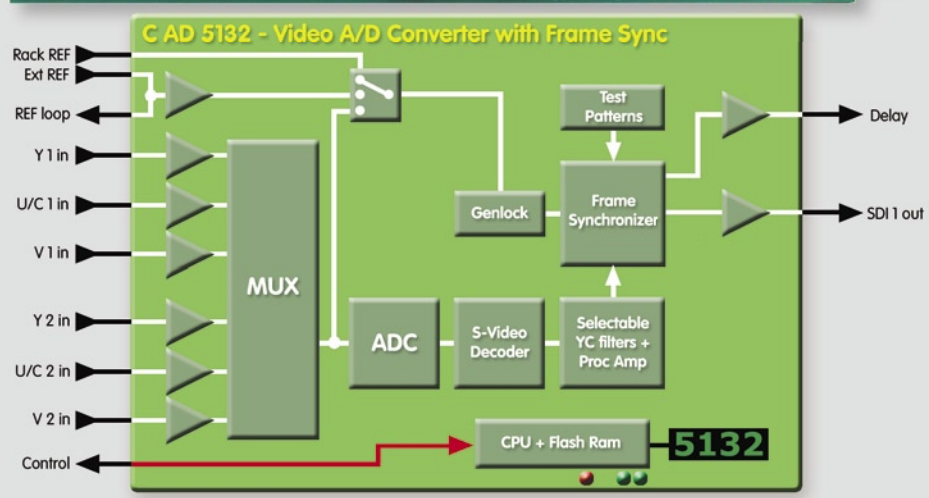 C AD 5132 - Video A/D Converter with Frame Sync
Rack REF
Ext REF
REF loop
Y 1 in
U/C 1 in
V 1 in
Y 2 in
U/C 2 in
V 2 in
Control
MUX
ADC
S-Video
Decoder
Selectable
YC filters +
Proc Amp
Genlock
Test
Patterns
Frame
Synchronizer
Delay
SDI 1 out
CPU + Flash Ram
5132